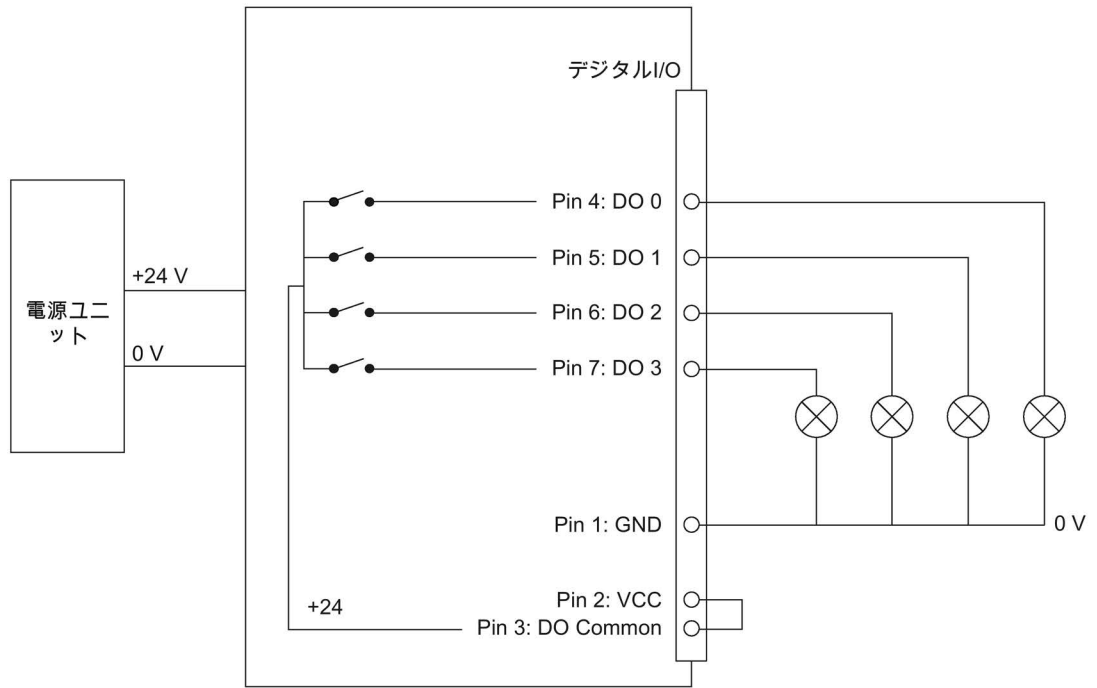 デジタルI/O
Pin 4: DO 0
Pin 5: DO 1
+24 V
電源ユニ
ット
Pin 6: DO 2
0 V
Pin 7: DO 3
Pin 1: GND
0 V
Pin 2: VCC
+24
Pin 3: DO Common